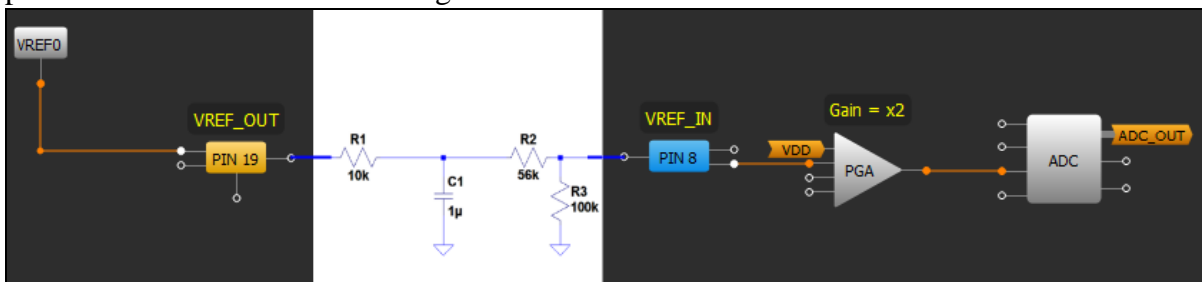 VREF0
VREF_OUT
PIN 19
R1
10k
C1
1µ
R2
56k
R3
100k
VREF_IN
PIN 8
VDD
Gain = x2
PGA
ADC
ADC_OUT